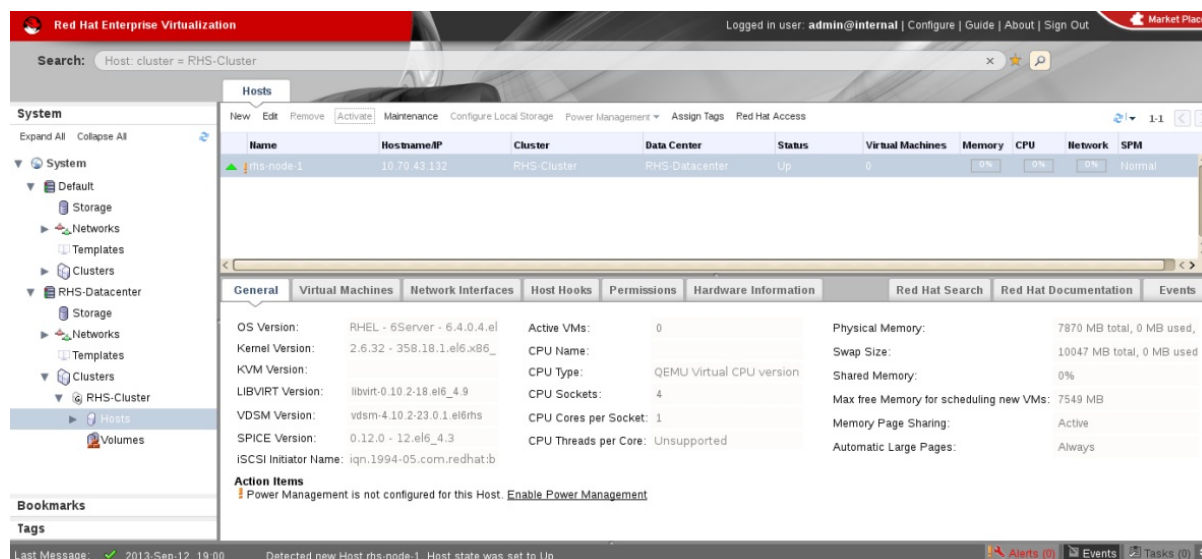 Red Hat Enterprise Virtualization
Logged in user: admin@internal | Configure | Guide | About | Sign Out
Market Plac
Search: Host: cluster = RHS-Cluster
Hosts
System
Expand All Collapse All
System
Default
Storage
Networks
Templates
Clusters
RHS-Datacenter
Storage
Networks
Templates
Clusters
RHS-Cluster
Hosts
Volumes
Bookmarks
Tags
New Edit Remove Activate Maintenance Configure Local Storage Power Management Assign Tags Red Hat Access 1-1
Name Hostname/IP Cluster Data Center Status Virtual Machines Memory CPU Network SPM
rhs-node-1 10.70.43.132 RHS-Cluster RHS-Datacenter Up 0 0% 0% 0% Normal
General Virtual Machines Network Interfaces Host Hooks Permissions Hardware Information Red Hat Search Red Hat Documentation Events
OS Version: RHEL - 6Server - 6.4.0.4.el
Kernel Version: 2.6.32 - 358.18.1.el6.x86_
KVM Version:
LIBVIRT Version: libvirt-0.10.2-18.el6_4.9
VDSM Version: vdsm-4.10.2-23.0.1.el6rhs
SPICE Version: 0.12.0 - 12.el6_4.3
iSCSI Initiator Name: iqn.1994-05.com.redhat:b
Active VMs: 0
CPU Name:
CPU Type: QEMU Virtual CPU version
CPU Sockets: 4
CPU Cores per Socket: 1
CPU Threads per Core: Unsupported
Physical Memory: 7870 MB total, 0 MB used,
Swap Size: 10047 MB total, 0 MB used
Shared Memory: 0%
Max free Memory for scheduling new VMs: 7549 MB
Memory Page Sharing: Active
Automatic Large Pages: Always
Action Items
Power Management is not configured for this Host. Enable Power Management
Last Message: 2013-Sep-12, 19:00 Detected new Host rhs-node-1. Host state was set to Up. Alerts (0) Events Tasks (0)